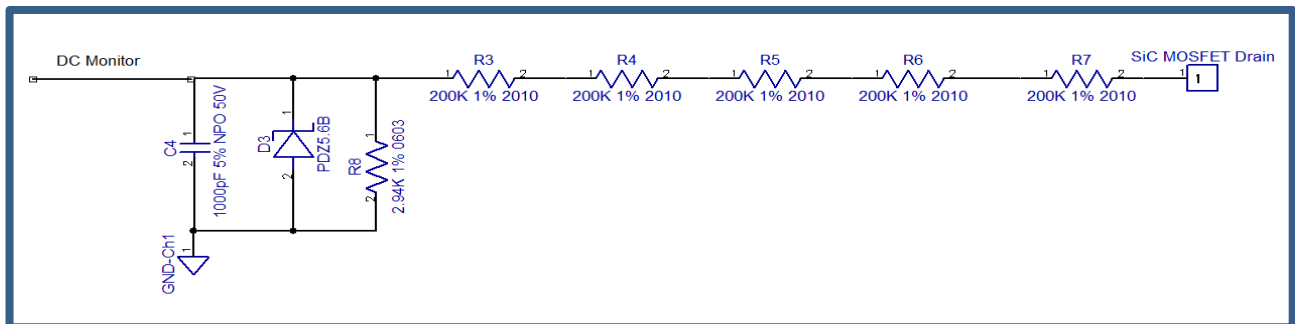 DC Monitor
R3
R4
R5
R6
R7
SiC MOSFET Drain
1 2
1 2
1 2
1 2
1 2
1
1
200K 1% 2010
200K 1% 2010
200K 1% 2010
200K 1% 2010
200K 1% 2010
C4
1
2
1000pF 5% NPO 50V
D3
1
2
PDZ5.6B
R8
1
2
2.94K 1% 0603
1
GND-Ch1